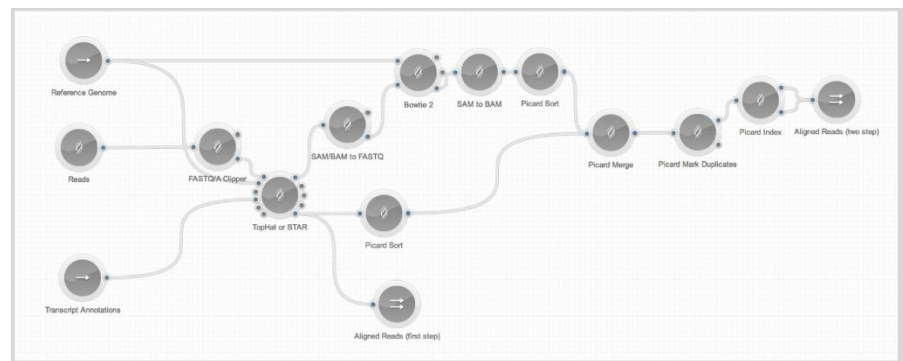 Reference Genome
Bowtie 2
SAM to BAM
Picard Sort
Picard Index
Aligned Reads (two step)
SAM/BAM to FASTQ
Picard Merge
Picard Mark Duplicates
Reads
FASTQ/A Clipper
TopHat or STAR
Picard Sort
Transcript Annotations
Aligned Reads (first step)